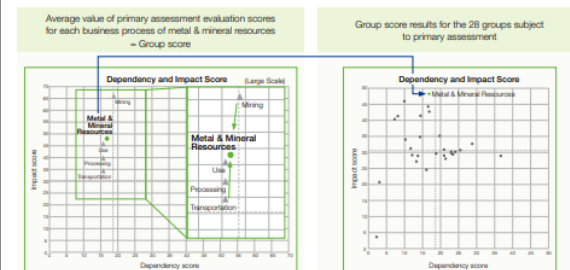 Average value of primary assessment evaluation scores
for each business process of metal & mineral resources
= Group score
Group score results for the 28 groups subject
to primary assessment
Dependency and Impact Score
(Large Scale)
Mining
Metal &
Mineral
Resources
Use
Processing
Transportation
Mining
Metal & Mineral
Resources
Use
Processing
Transportation
Impact score
Dependency score
Dependency and Impact Score
Metal & Mineral Resources
Impact score
Dependency score